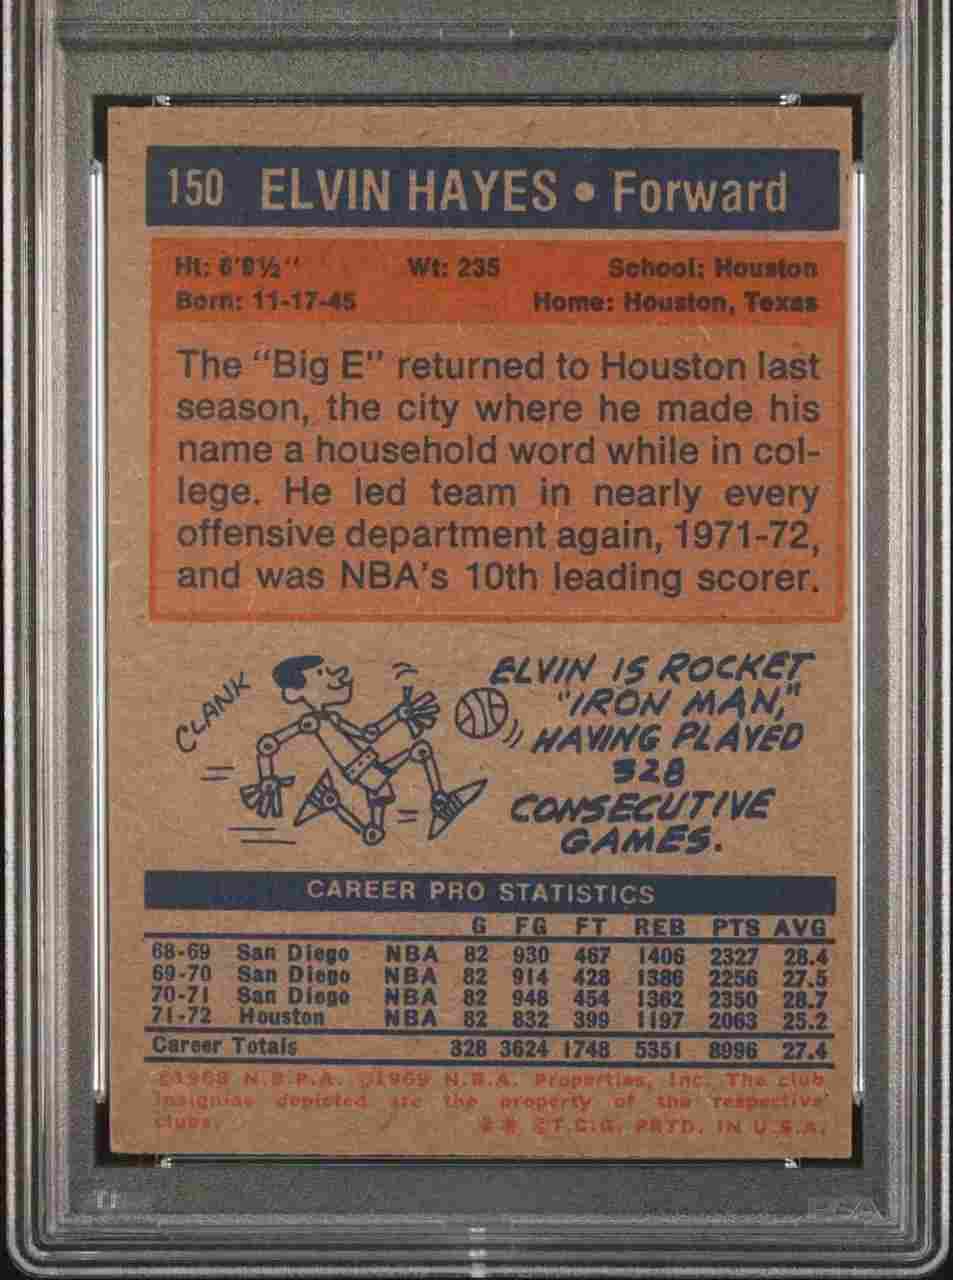 150 ELVIN HAYES • Forward
Ht: 6'9½" Wt: 235 School: Houston
Born: 11-17-45 Home: Houston, Texas
The "Big E" returned to Houston last
season, the city where he made his
name a household word while in col-
lege. He led team in nearly every
offensive department again, 1971-72,
and was NBA's 10th leading scorer.
CLANK
ELVIN IS ROCKET
"IRON MAN,"
HAVING PLAYED
328
CONSECUTIVE
GAMES.
CAREER PRO STATISTICS
G FG FT REB PTS AVG
68-69 San Diego NBA 82 930 467 1406 2327 28.4
69-70 San Diego NBA 82 914 428 1386 2256 27.5
70-71 San Diego NBA 82 948 454 1362 2350 28.7
71-72 Houston NBA 82 832 399 1197 2063 25.2
Career Totals 328 3624 1748 5351 8996 27.4
©1968 N.B.P.A. ©1969 N.B.A. Properties, Inc. The club
insignias depicted are the property of the respective
clubs. T.C.G. PRTD. IN U.S.A.
PSA